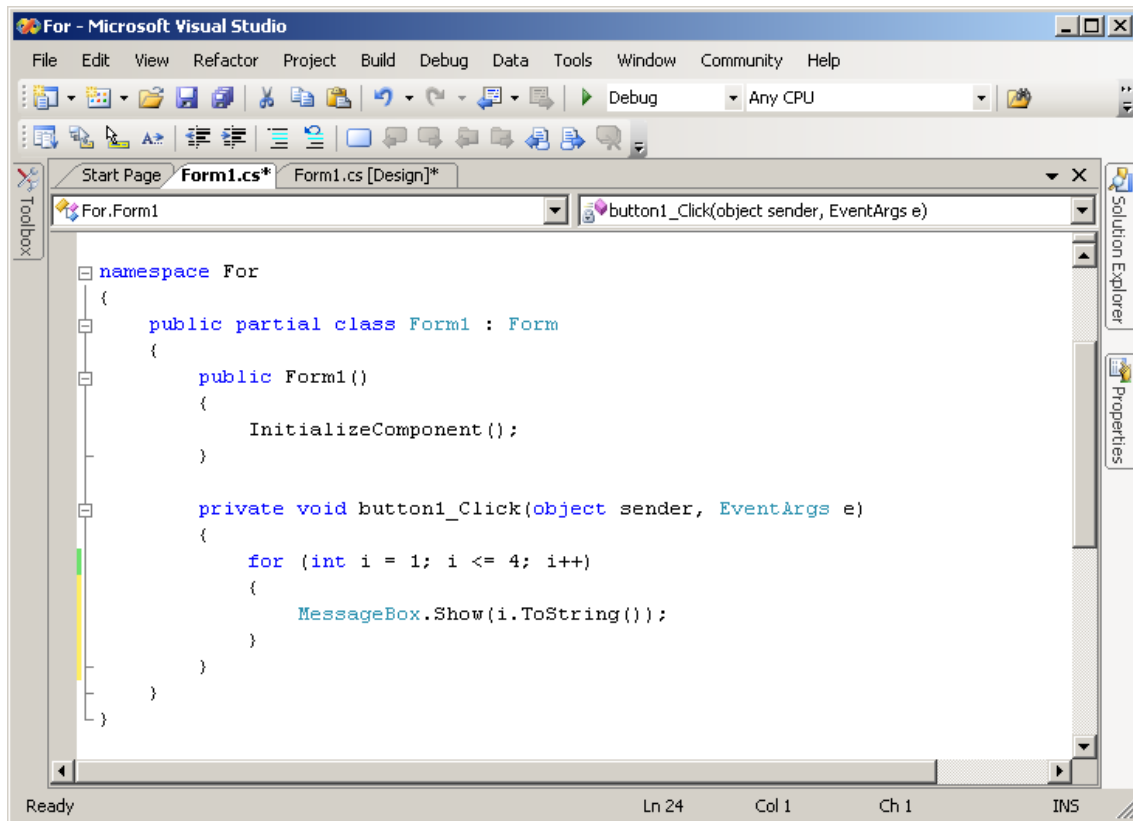 For - Microsoft Visual Studio
File Edit View Refactor Project Build Debug Data Tools Window Community Help
Debug Any CPU
Start Page Form1.cs* Form1.cs [Design]*
For.Form1 button1_Click(object sender, EventArgs e)
Toolbox
Solution Explorer
Properties
namespace For
{
    public partial class Form1 : Form
    {
        public Form1()
        {
            InitializeComponent();
        }

        private void button1_Click(object sender, EventArgs e)
        {
            for (int i = 1; i <= 4; i++)
            {
                MessageBox.Show(i.ToString());
            }
        }
    }
}
Ready Ln 24 Col 1 Ch 1 INS